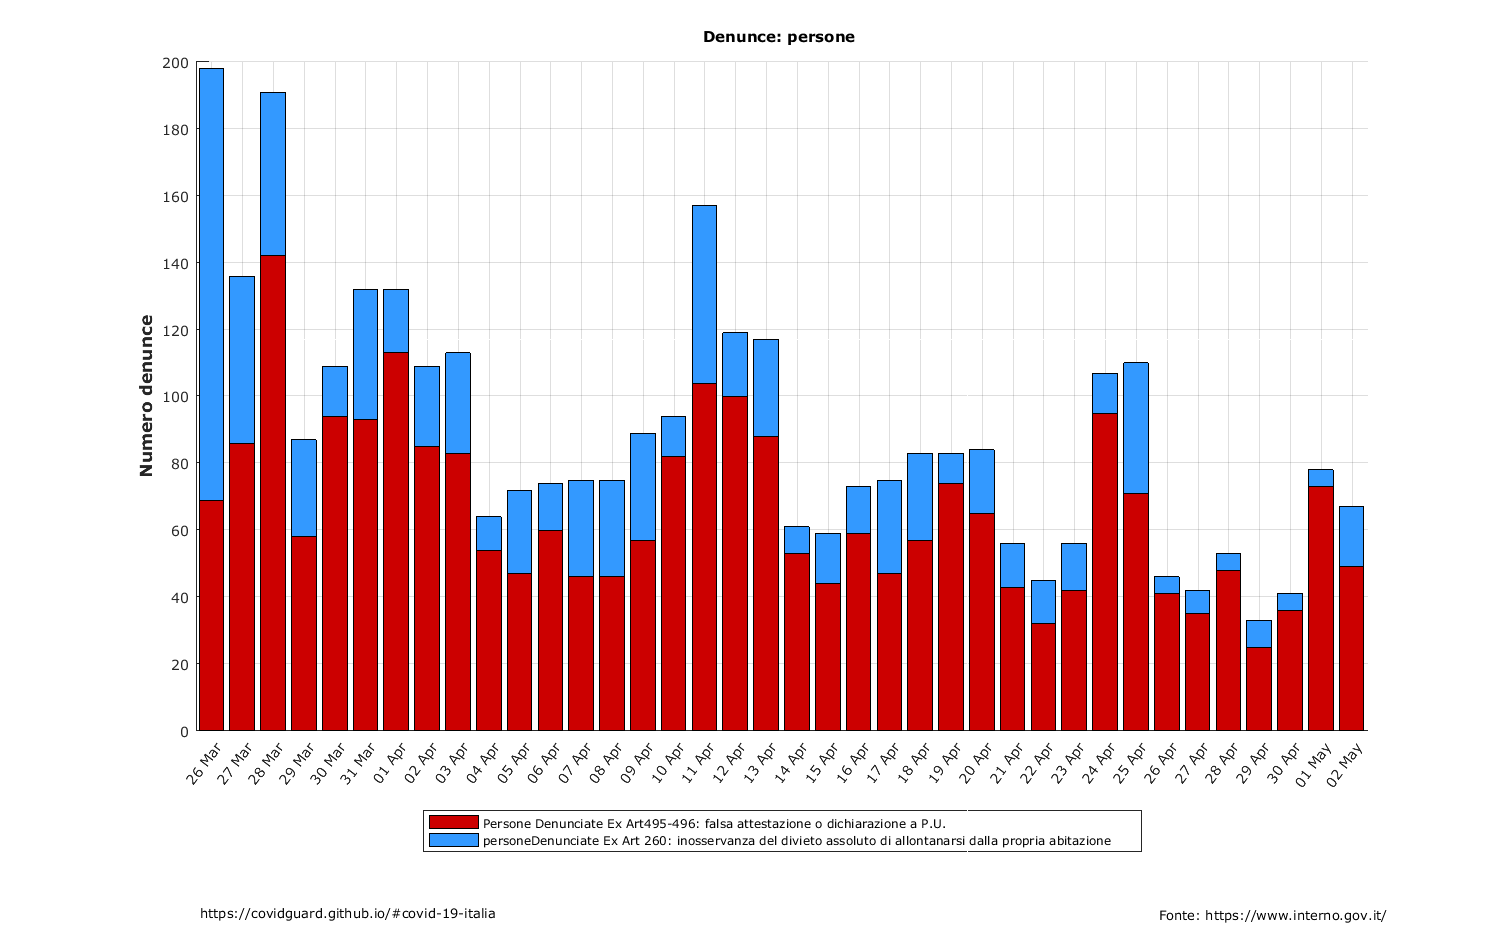 Denunce: persone
Numero denunce
200
180
160
140
120
100
80
60
40
20
0
26 Mar
27 Mar
28 Mar
29 Mar
30 Mar
31 Mar
01 Apr
02 Apr
03 Apr
04 Apr
05 Apr
06 Apr
07 Apr
08 Apr
09 Apr
10 Apr
11 Apr
12 Apr
13 Apr
14 Apr
15 Apr
16 Apr
17 Apr
18 Apr
19 Apr
20 Apr
21 Apr
22 Apr
23 Apr
24 Apr
25 Apr
26 Apr
27 Apr
28 Apr
29 Apr
30 Apr
01 May
02 May
Persone Denunciate Ex Art495-496: falsa attestazione o dichiarazione a P.U.
personeDenunciate Ex Art 260: inosservanza del divieto assoluto di allontanarsi dalla propria abitazione
https://covidguard.github.io/#covid-19-italia
Fonte: https://www.interno.gov.it/